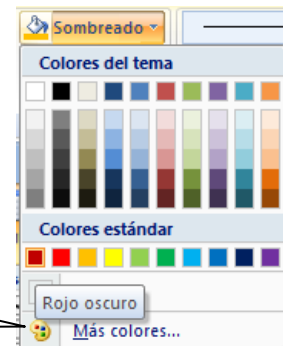 Sombreado
Colores del tema
Colores estándar
Rojo oscuro
Más colores...